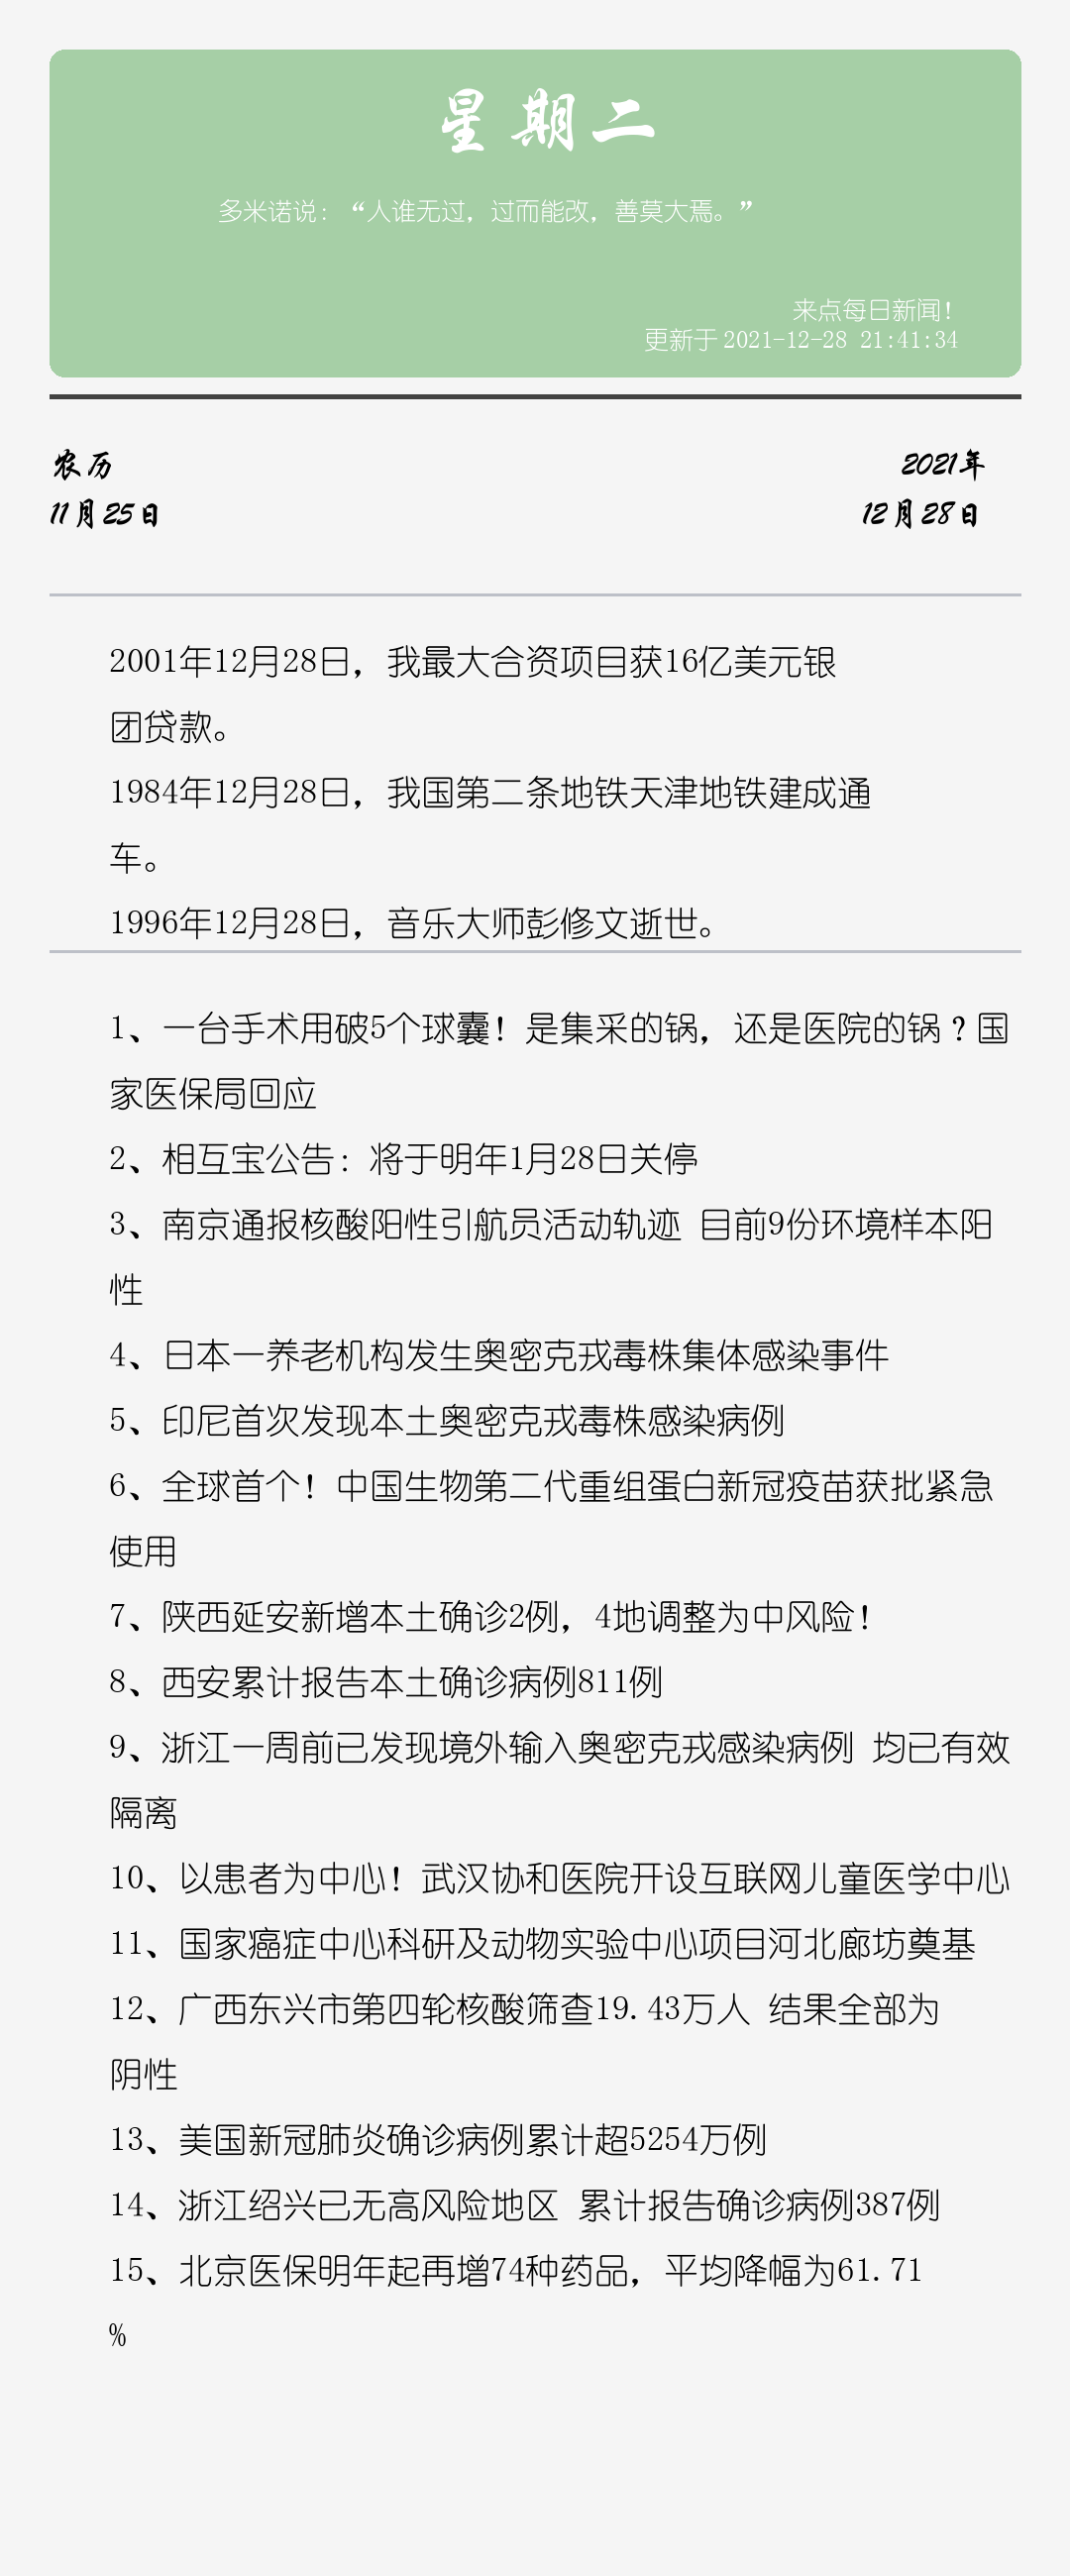 星期二
多米诺说：“人谁无过，过而能改，善莫大焉。”
来点每日新闻！
更新于 2021-12-28 21:41:34
农历
2021年
11月25日
12月28日
2001年12月28日，我最大合资项目获16亿美元银
团贷款。
1984年12月28日，我国第二条地铁天津地铁建成通
车。
1996年12月28日，音乐大师彭修文逝世。
1、一台手术用破5个球囊！是集采的锅，还是医院的锅？国
家医保局回应
2、相互宝公告：将于明年1月28日关停
3、南京通报核酸阳性引航员活动轨迹 目前9份环境样本阳
性
4、日本一养老机构发生奥密克戎毒株集体感染事件
5、印尼首次发现本土奥密克戎毒株感染病例
6、全球首个！中国生物第二代重组蛋白新冠疫苗获批紧急
使用
7、陕西延安新增本土确诊2例，4地调整为中风险！
8、西安累计报告本土确诊病例811例
9、浙江一周前已发现境外输入奥密克戎感染病例 均已有效
隔离
10、以患者为中心！武汉协和医院开设互联网儿童医学中心
11、国家癌症中心科研及动物实验中心项目河北廊坊奠基
12、广西东兴市第四轮核酸筛查19.43万人 结果全部为
阴性
13、美国新冠肺炎确诊病例累计超5254万例
14、浙江绍兴已无高风险地区 累计报告确诊病例387例
15、北京医保明年起再增74种药品，平均降幅为61.71
%